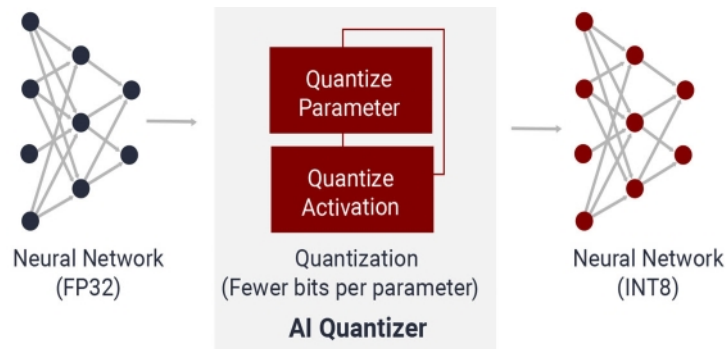 Quantize
Parameter
Quantize
Activation
Neural Network
(FP32)
Quantization
(Fewer bits per parameter)
AI Quantizer
Neural Network
(INT8)